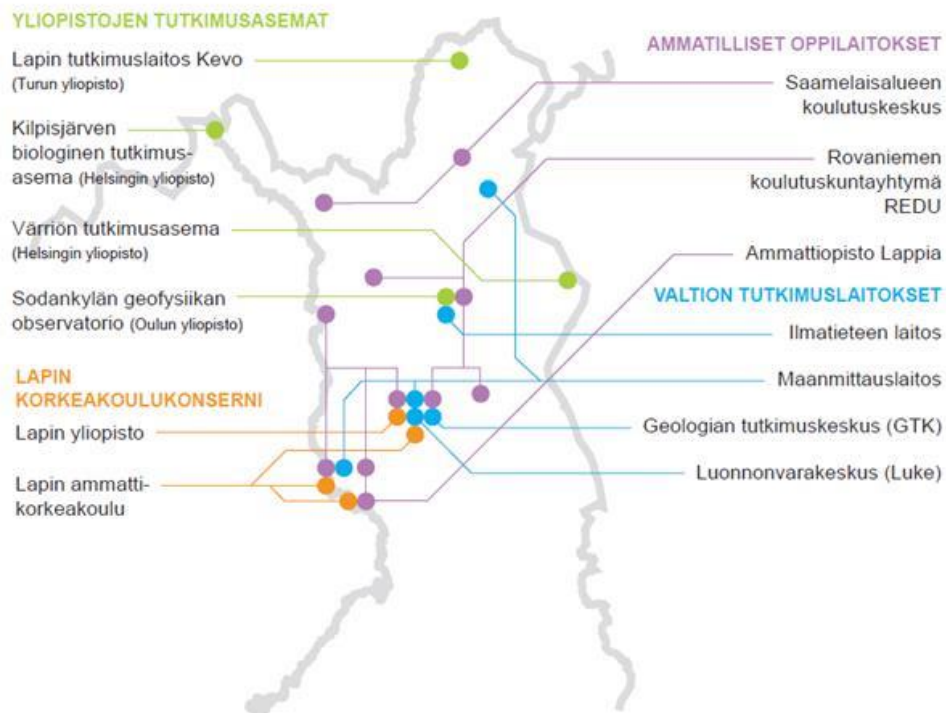 YLIOPISTOJEN TUTKIMUSASEMAT
Lapin tutkimuslaitos Kevo
(Turun yliopisto)
Kilpisjärven
biologinen tutkimus-
asema (Helsingin yliopisto)
Värriön tutkimusasema
(Helsingin yliopisto)
Sodankylän geofysiikan
observatorio (Oulun yliopisto)
LAPIN
KORKEAKOULUKONSERNI
Lapin yliopisto
Lapin ammatti-
korkeakoulu
AMMATILLISET OPPILAITOKSET
Saamelaisalueen
koulutuskeskus
Rovaniemen
koulutuskuntayhtymä
REDU
Ammattiopisto Lappia
VALTION TUTKIMUSLAITOKSET
Ilmatieteen laitos
Maanmittauslaitos
Geologian tutkimuskeskus (GTK)
Luonnonvarakeskus (Luke)